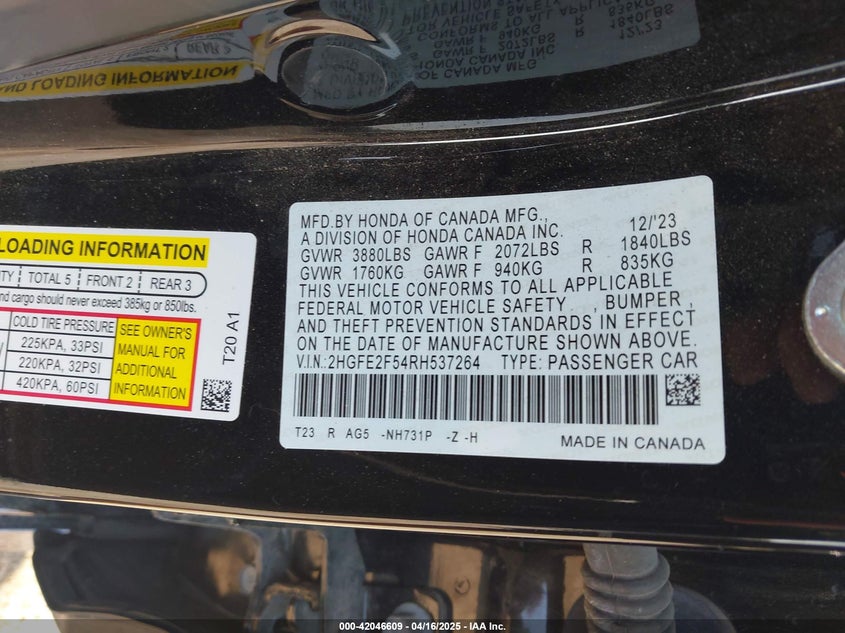 LOADING INFORMATION
TOTAL 5 FRONT 2 REAR 3
and cargo should never exceed 385kg or 850lbs.
COLD TIRE PRESSURE
225KPA, 33PSI
220KPA, 32PSI
420KPA, 60PSI
SEE OWNER'S
MANUAL FOR
ADDITIONAL
INFORMATION
T20 A1
MFD.BY HONDA OF CANADA MFG., 12/'23
A DIVISION OF HONDA CANADA INC.
GVWR 3880LBS GAWR F 2072LBS R 1840LBS
GVWR 1760KG GAWR F 940KG R 835KG
THIS VEHICLE CONFORMS TO ALL APPLICABLE
FEDERAL MOTOR VEHICLE SAFETY , BUMPER ,
AND THEFT PREVENTION STANDARDS IN EFFECT
ON THE DATE OF MANUFACTURE SHOWN ABOVE.
V.I.N.:2HGFE2F54RH537264 TYPE: PASSENGER CAR
T23 R AG5 -NH731P -Z -H
MADE IN CANADA
000-42046609 - 04/16/2025 - IAA Inc.